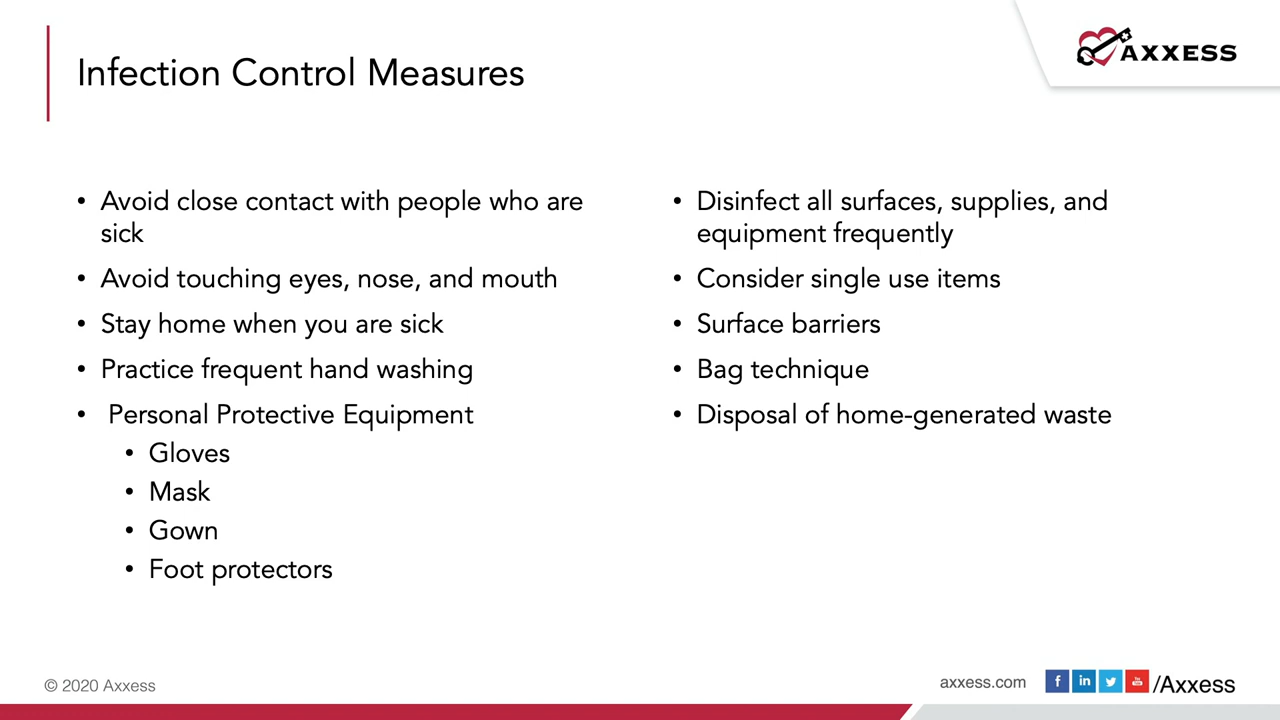 Infection Control Measures
AXXESS
• Avoid close contact with people who are
sick
• Avoid touching eyes, nose, and mouth
• Stay home when you are sick
• Practice frequent hand washing
• Personal Protective Equipment
• Gloves
• Mask
• Gown
• Foot protectors
• Disinfect all surfaces, supplies, and
equipment frequently
• Consider single use items
• Surface barriers
• Bag technique
• Disposal of home-generated waste
© 2020 Axxess
axxess.com f in You Tube /Axxess